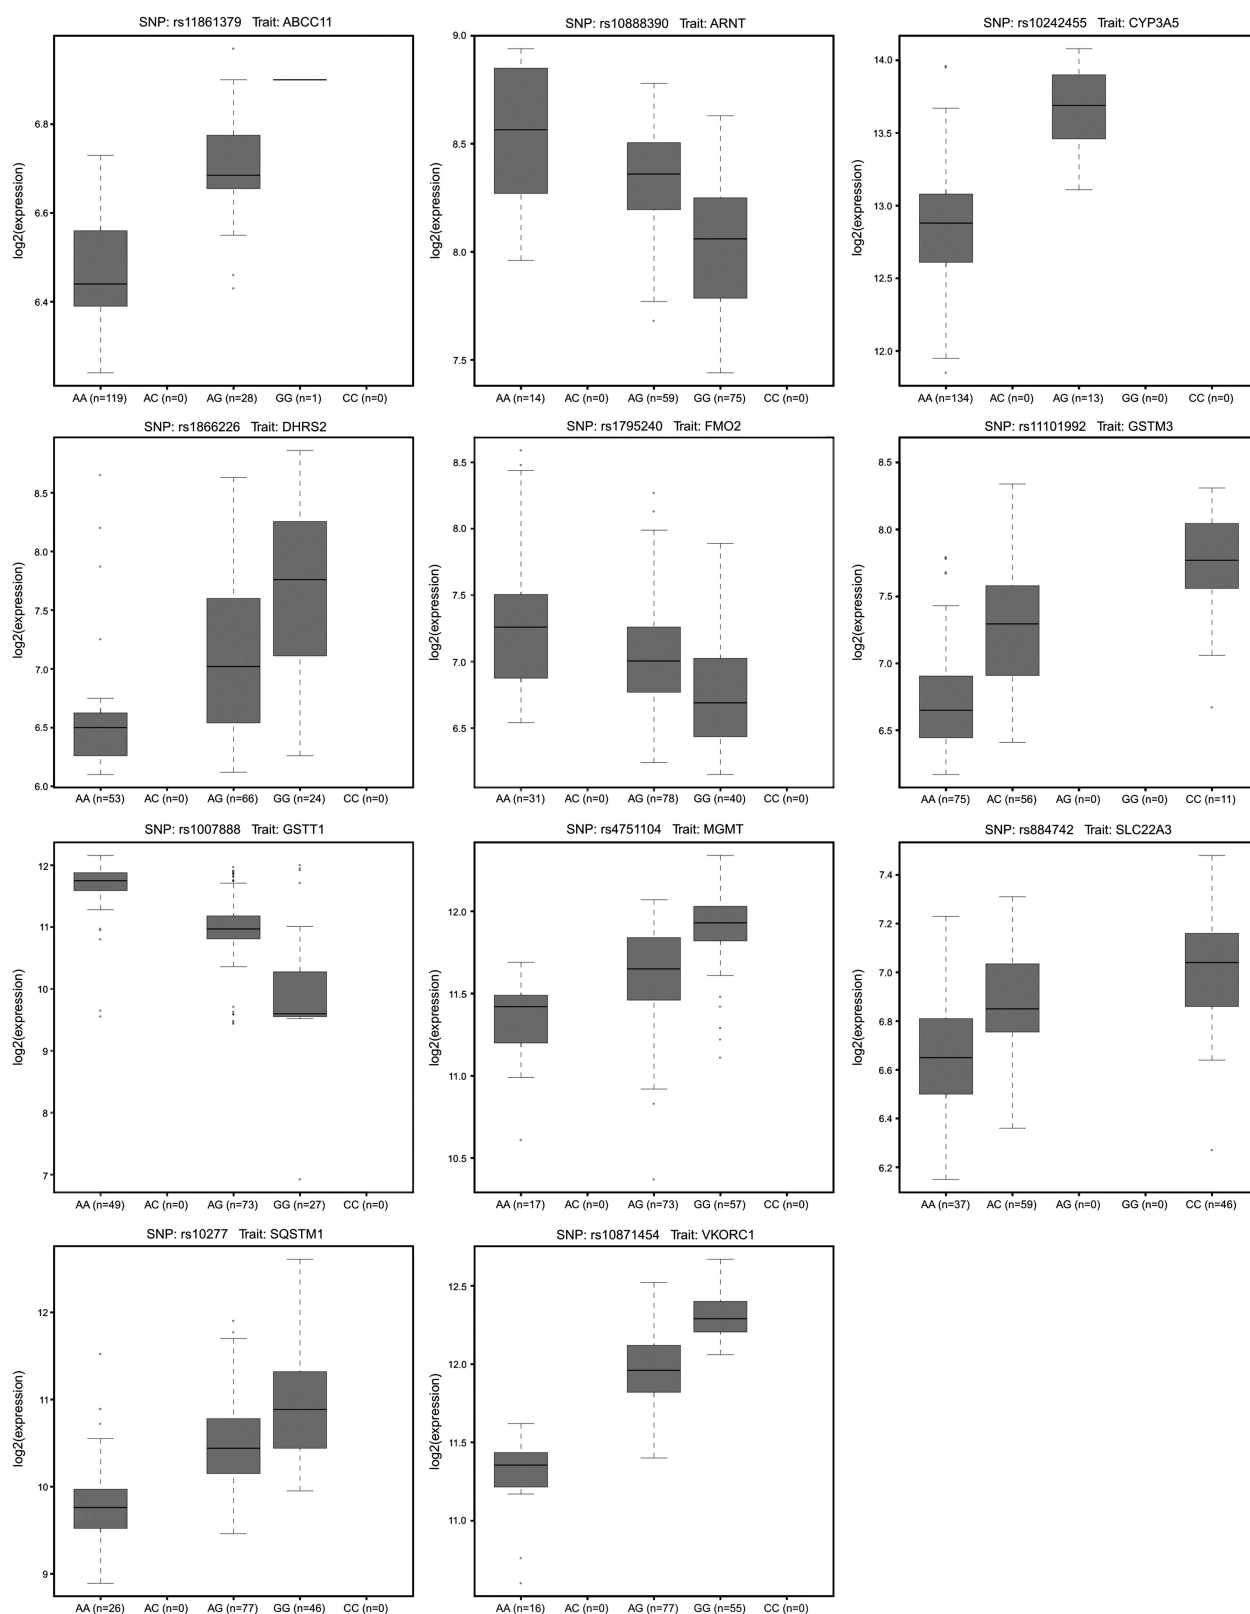 SNP: rs11861379 Trait: ABCC11
log2(expression)
6.8
6.6
6.4
AA (n=119) AC (n=0) AG (n=28) GG (n=1) CC (n=0)
SNP: rs10888390 Trait: ARNT
log2(expression)
9.0
8.5
8.0
7.5
AA (n=14) AC (n=0) AG (n=59) GG (n=75) CC (n=0)
SNP: rs10242455 Trait: CYP3A5
log2(expression)
14.0
13.5
13.0
12.5
12.0
AA (n=134) AC (n=0) AG (n=13) GG (n=0) CC (n=0)
SNP: rs1866226 Trait: DHRS2
log2(expression)
8.5
8.0
7.5
7.0
6.5
6.0
AA (n=53) AC (n=0) AG (n=66) GG (n=24) CC (n=0)
SNP: rs1795240 Trait: FMO2
log2(expression)
8.5
8.0
7.5
7.0
6.5
AA (n=31) AC (n=0) AG (n=78) GG (n=40) CC (n=0)
SNP: rs11101992 Trait: GSTM3
log2(expression)
8.5
8.0
7.5
7.0
6.5
AA (n=75) AC (n=56) AG (n=0) GG (n=0) CC (n=11)
SNP: rs1007888 Trait: GSTT1
log2(expression)
12
11
10
9
8
7
AA (n=49) AC (n=0) AG (n=73) GG (n=27) CC (n=0)
SNP: rs4751104 Trait: MGMT
log2(expression)
12.0
11.5
11.0
10.5
AA (n=17) AC (n=0) AG (n=73) GG (n=57) CC (n=0)
SNP: rs884742 Trait: SLC22A3
log2(expression)
7.4
7.2
7.0
6.8
6.6
6.4
6.2
AA (n=37) AC (n=59) AG (n=0) GG (n=0) CC (n=46)
SNP: rs10277 Trait: SQSTM1
log2(expression)
12
11
10
9
AA (n=26) AC (n=0) AG (n=77) GG (n=46) CC (n=0)
SNP: rs10871454 Trait: VKORC1
log2(expression)
12.5
12.0
11.5
11.0
AA (n=16) AC (n=0) AG (n=77) GG (n=55) CC (n=0)